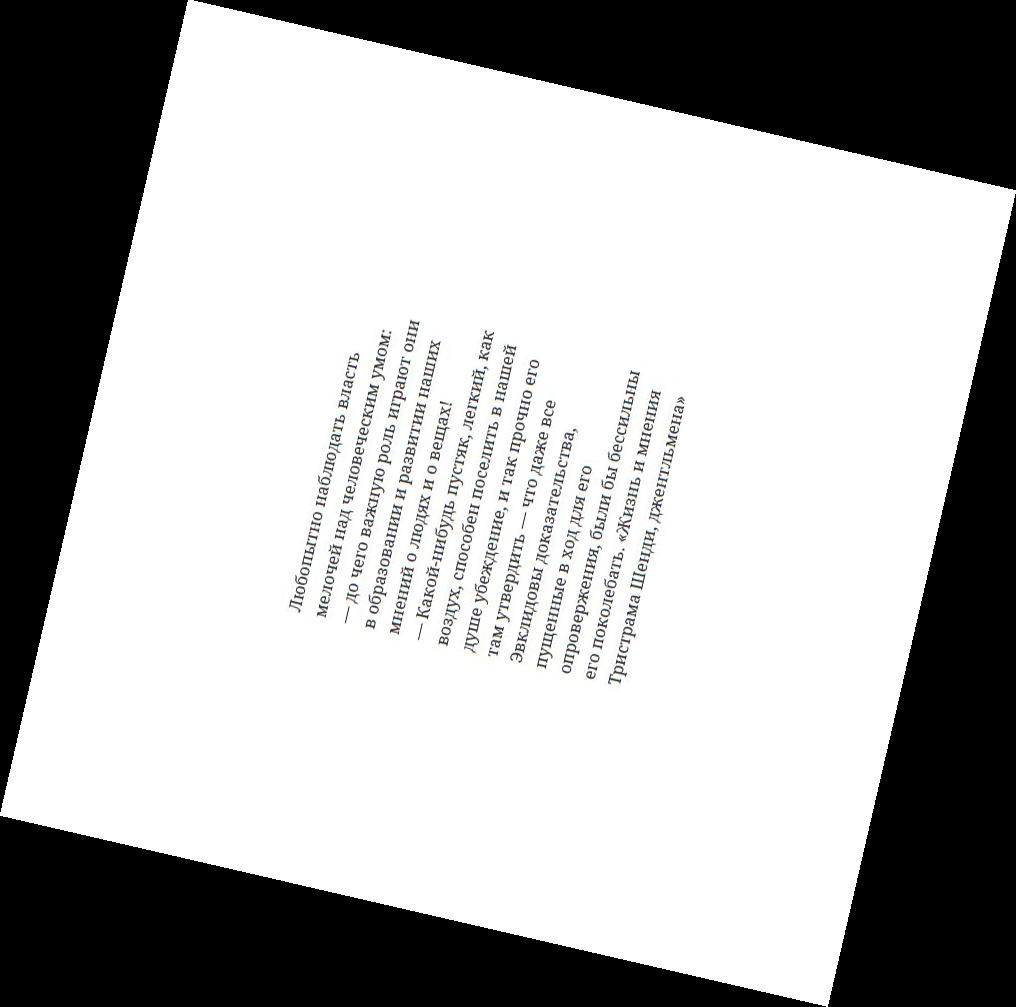 Любопытно наблюдать власть
мелочей над человеческим умом:
— до чего важную роль играют они
в образовании и развитии наших
мнений о людях и о вещах!
— Какой-нибудь пустяк, легкий, как
воздух, способен поселить в нашей
душе убеждение, и так прочно его
там утвердить — что даже все
Эвклидовы доказательства,
пущенные в ход для его
опровержения, были бы бессильны
его поколебать. «Жизнь и мнения
Тристрама Шенди, джентльмена»